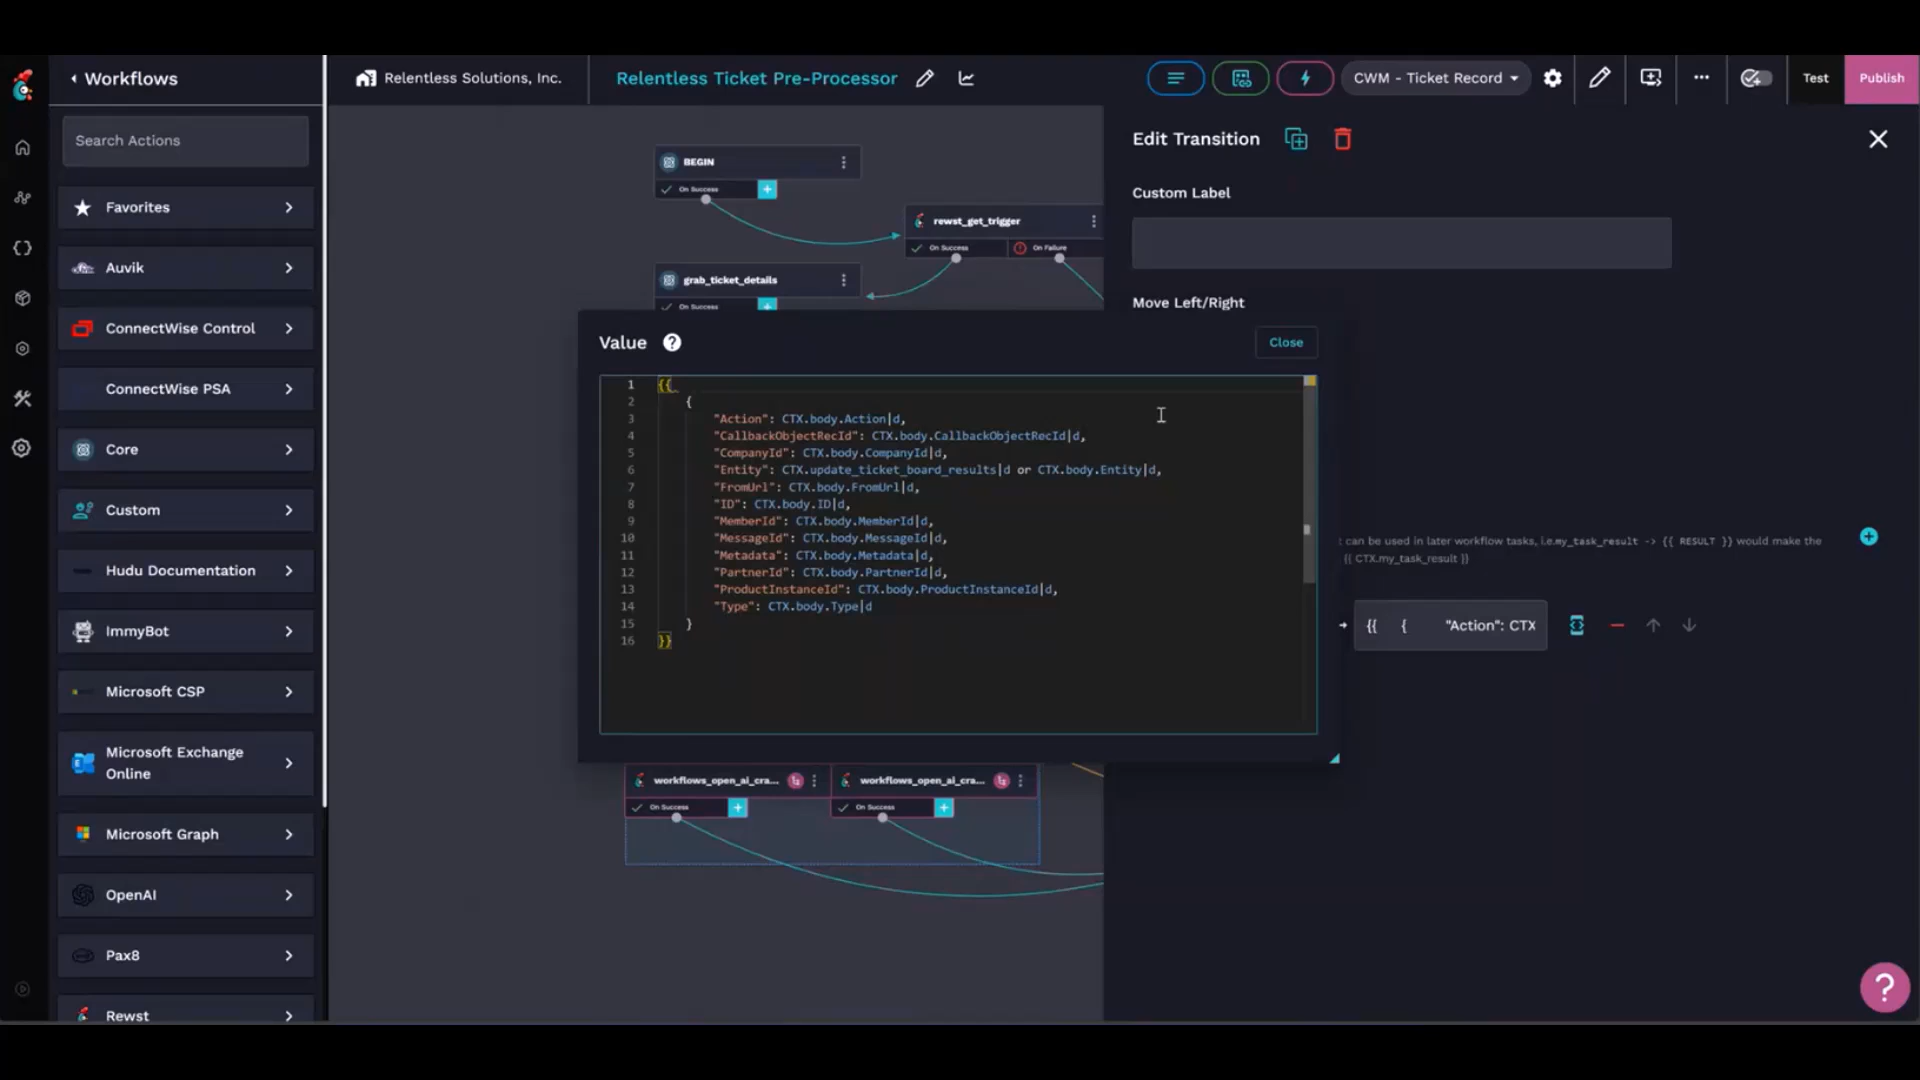 Workflows
Relentless Solutions, Inc.
Relentless Ticket Pre-Processor
CWM - Ticket Record
Test
Publish
Search Actions
Favorites
Auvik
ConnectWise Control
ConnectWise PSA
Core
Custom
Hudu Documentation
ImmyBot
Microsoft CSP
Microsoft Exchange
Online
Microsoft Graph
OpenAI
Pax8
Rewst
BEGIN
On Success
rewst_get_trigger
On Success
On Failure
grab_ticket_details
On Success
Edit Transition
Custom Label
Move Left/Right
Value
Close
1 {{
2 {
3 "Action": CTX.body.Action|d,
4 "CallbackObjectRecId": CTX.body.CallbackObjectRecId|d,
5 "CompanyId": CTX.body.CompanyId|d,
6 "Entity": CTX.update_ticket_board_results|d or CTX.body.Entity|d,
7 "FromUrl": CTX.body.FromUrl|d,
8 "ID": CTX.body.ID|d,
9 "MemberId": CTX.body.MemberId|d,
10 "MessageId": CTX.body.MessageId|d,
11 "Metadata": CTX.body.Metadata|d,
12 "PartnerId": CTX.body.PartnerId|d,
13 "ProductInstanceId": CTX.body.ProductInstanceId|d,
14 "Type": CTX.body.Type|d
15 }
16 }}
t can be used in later workflow tasks, i.e.my_task_result -> {{ RESULT }} would make the
{{ CTX.my_task_result }}
{{ { "Action": CTX
workflows_open_ai_cra...
On Success
workflows_open_ai_cra...
On Success